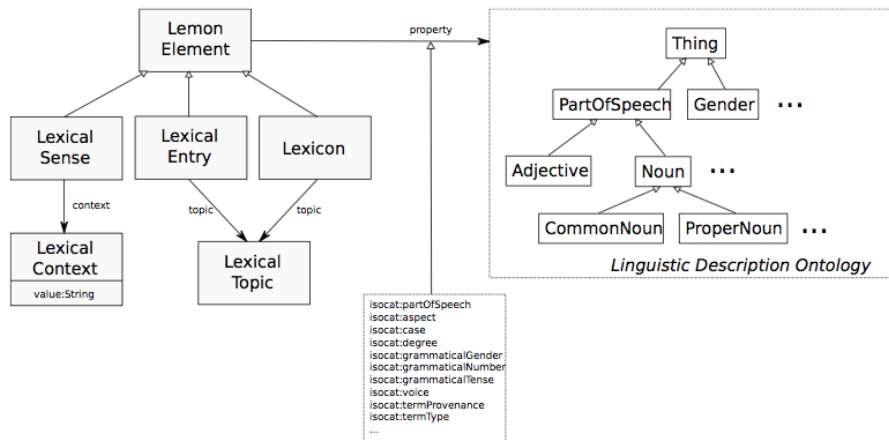 Lemon
Element
property
Thing
PartOfSpeech
Gender
...
Lexical
Sense
Lexical
Entry
Lexicon
Adjective
Noun
...
context
topic
topic
CommonNoun
ProperNoun
...
Lexical
Context
value:String
Lexical
Topic
Linguistic Description Ontology
isocat:partOfSpeech
isocat:aspect
isocat:case
isocat:degree
isocat:grammaticalGender
isocat:grammaticalNumber
isocat:grammaticalTense
isocat:voice
isocat:termProvenance
isocat:termType
...